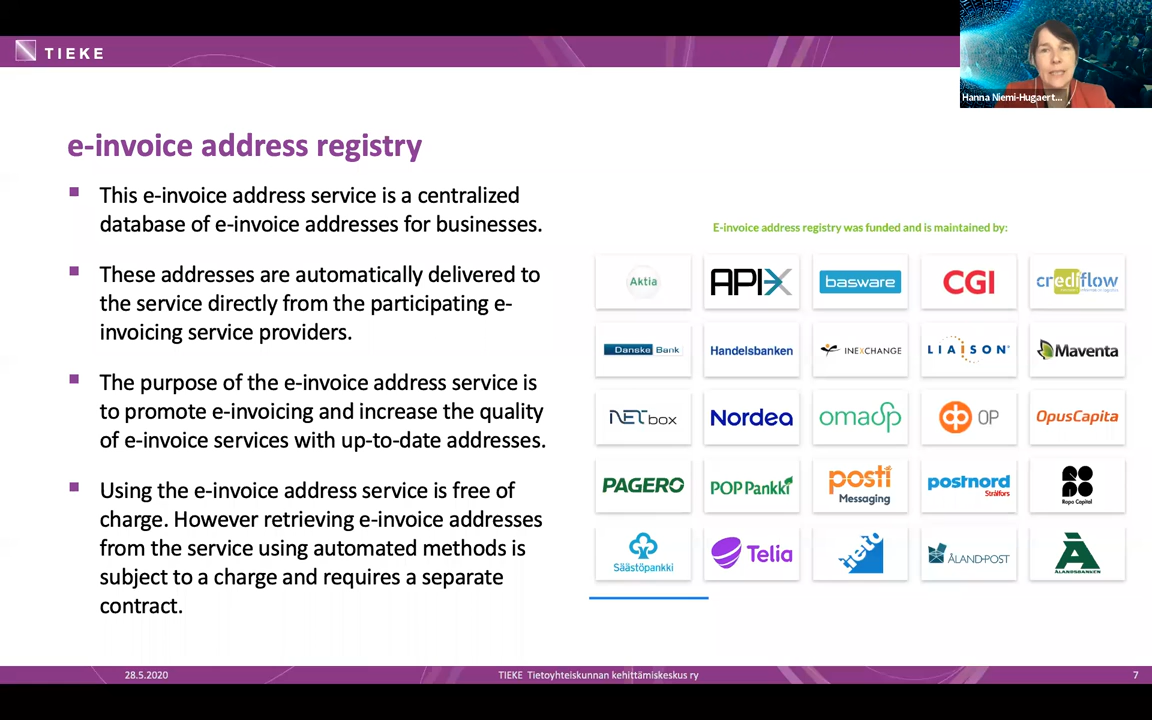 TIEKE
Hanna Niemi-Hugaert...
e-invoice address registry
This e-invoice address service is a centralized
database of e-invoice addresses for businesses.
These addresses are automatically delivered to
the service directly from the participating e-
invoicing service providers.
The purpose of the e-invoice address service is
to promote e-invoicing and increase the quality
of e-invoice services with up-to-date addresses.
Using the e-invoice address service is free of
charge. However retrieving e-invoice addresses
from the service using automated methods is
subject to a charge and requires a separate
contract.
E-invoice address registry was funded and is maintained by:
Aktia
APIX
basware
CGI
crediflow
Danske Bank
Handelsbanken
INEXCHANGE
LIAISON
Maventa
NETbox
Nordea
omasp
OP
OpusCapita
PAGERO
POP Pankki
posti
Messaging
postnord
Strålfors
Ropo Capital
Säästöpankki
Telia
tieto
ÅLAND POST
ÅLANDSBANKEN
28.5.2020
TIEKE Tietoyhteiskunnan kehittämiskeskus ry
7